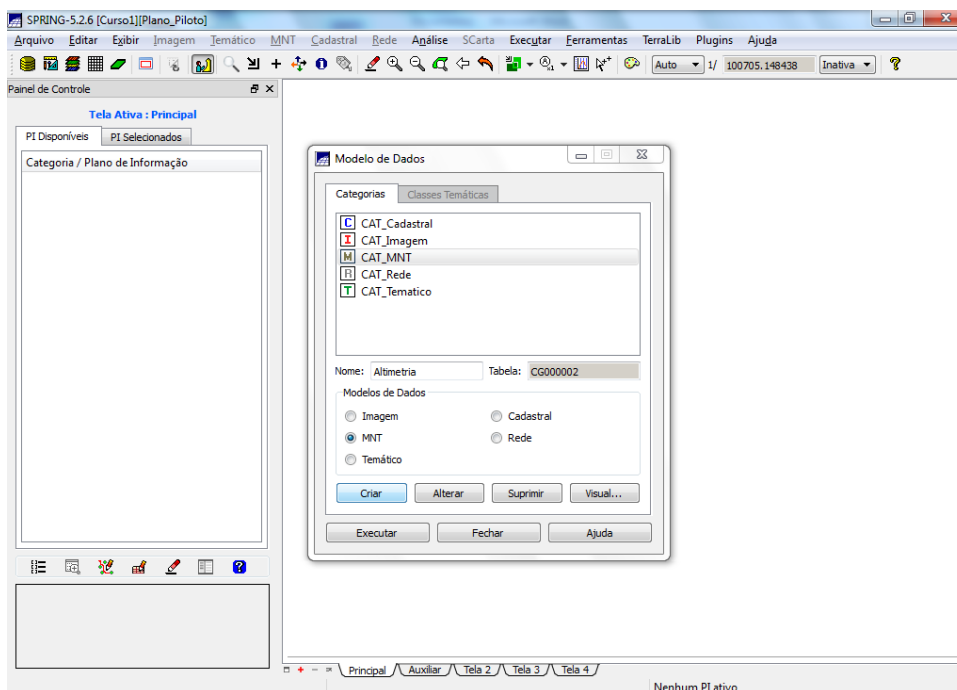 SPRING-5.2.6 [Curso1][Plano_Piloto]
Arquivo Editar Exibir Imagem Temático MNT Cadastral Rede Análise SCarta Executar Ferramentas TerraLib Plugins Ajuda
Auto 1/ 100705.148438 Inativa
Painel de Controle
Tela Ativa : Principal
PI Disponíveis PI Selecionados
Categoria / Plano de Informação
Modelo de Dados
Categorias Classes Temáticas
C CAT_Cadastral
I CAT_Imagem
M CAT_MNT
R CAT_Rede
T CAT_Tematico
Nome: Altimetria Tabela: CG000002
Modelos de Dados
Imagem Cadastral
MNT Rede
Temático
Criar Alterar Suprimir Visual...
Executar Fechar Ajuda
Principal Auxiliar Tela 2 Tela 3 Tela 4
Nenhum PI ativo